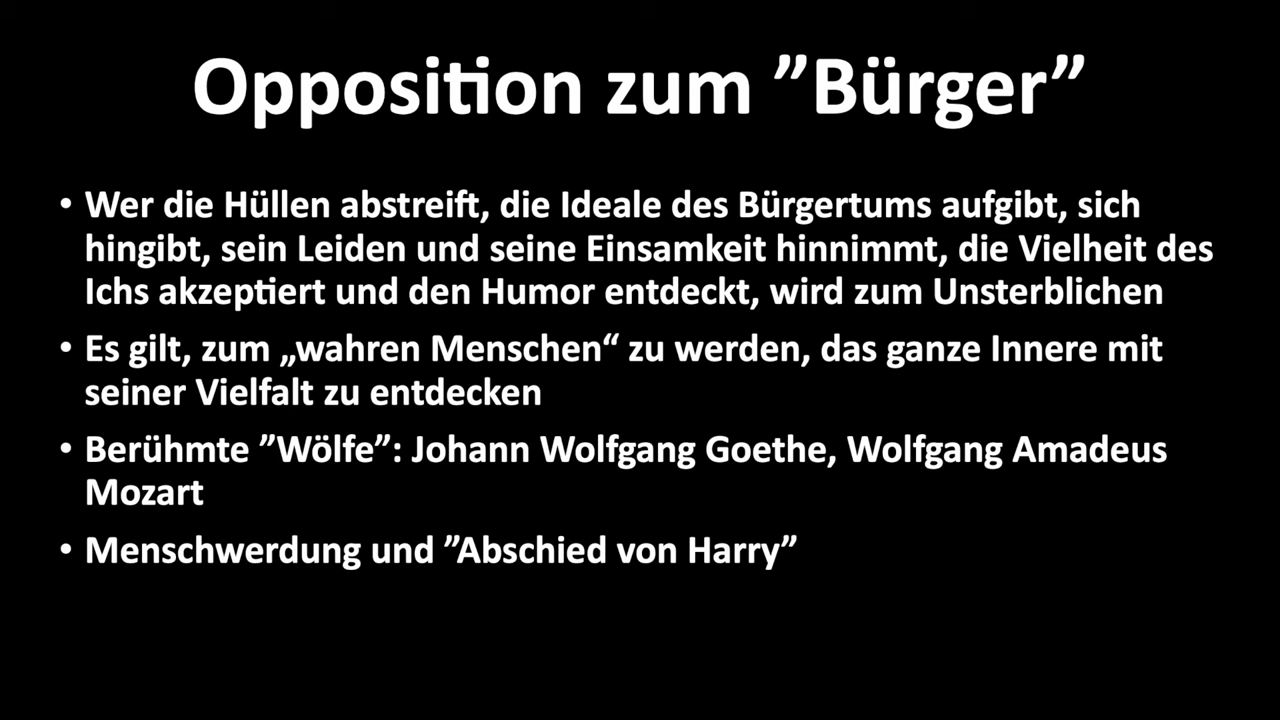 Opposition zum ”Bürger”
• Wer die Hüllen abstreift, die Ideale des Bürgertums aufgibt, sich
hingibt, sein Leiden und seine Einsamkeit hinnimmt, die Vielheit des
Ichs akzeptiert und den Humor entdeckt, wird zum Unsterblichen
• Es gilt, zum „wahren Menschen“ zu werden, das ganze Innere mit
seiner Vielfalt zu entdecken
• Berühmte ”Wölfe”: Johann Wolfgang Goethe, Wolfgang Amadeus
Mozart
• Menschwerdung und ”Abschied von Harry”